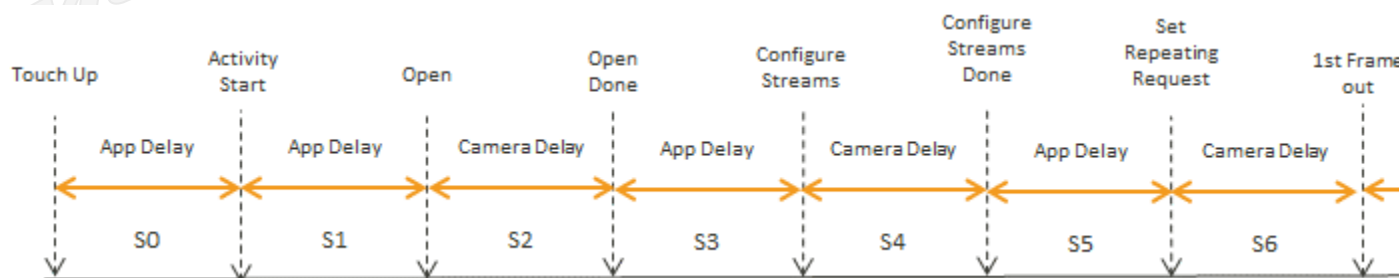 Touch Up
Activity
Start
Open
Open
Done
Configure
Streams
Configure
Streams
Done
Set
Repeating
Request
1st Frame
out
App Delay
App Delay
Camera Delay
App Delay
Camera Delay
App Delay
Camera Delay
S0
S1
S2
S3
S4
S5
S6